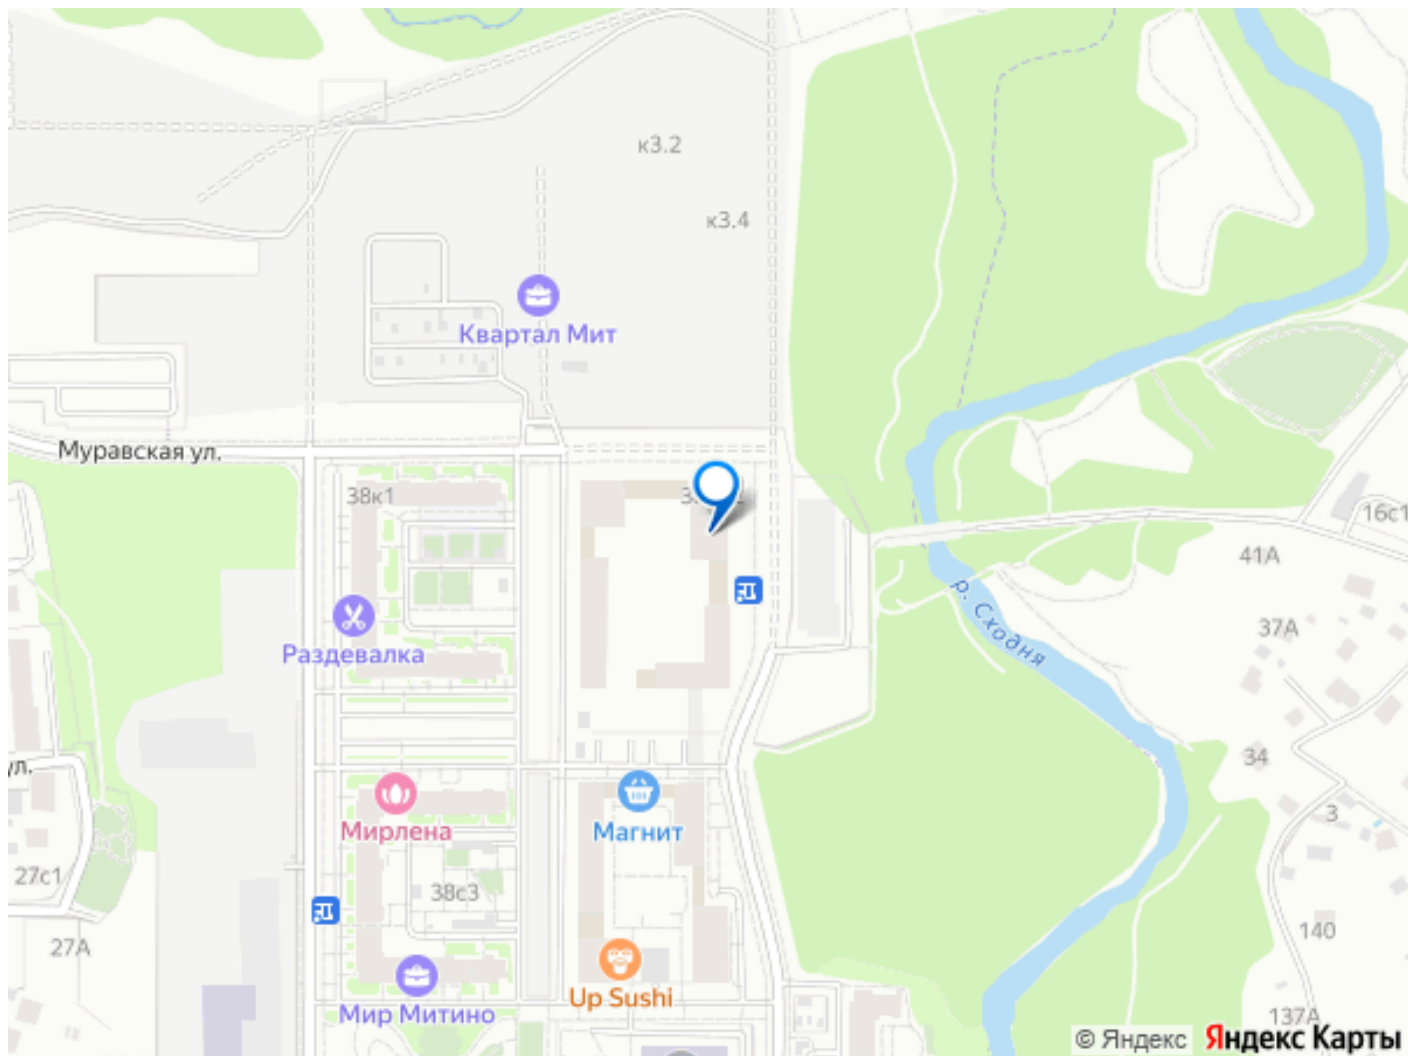 к3.2
к3.4
Квартал Мит
Муравская ул.
38к1
16с1
41А
р. Сходня
37А
Раздевалка
ул.
34
3
Мирлена
Магнит
27с1
38с3
27А
140
Up Sushi
Мир Митино
137А
© Яндекс Яндекс Карты